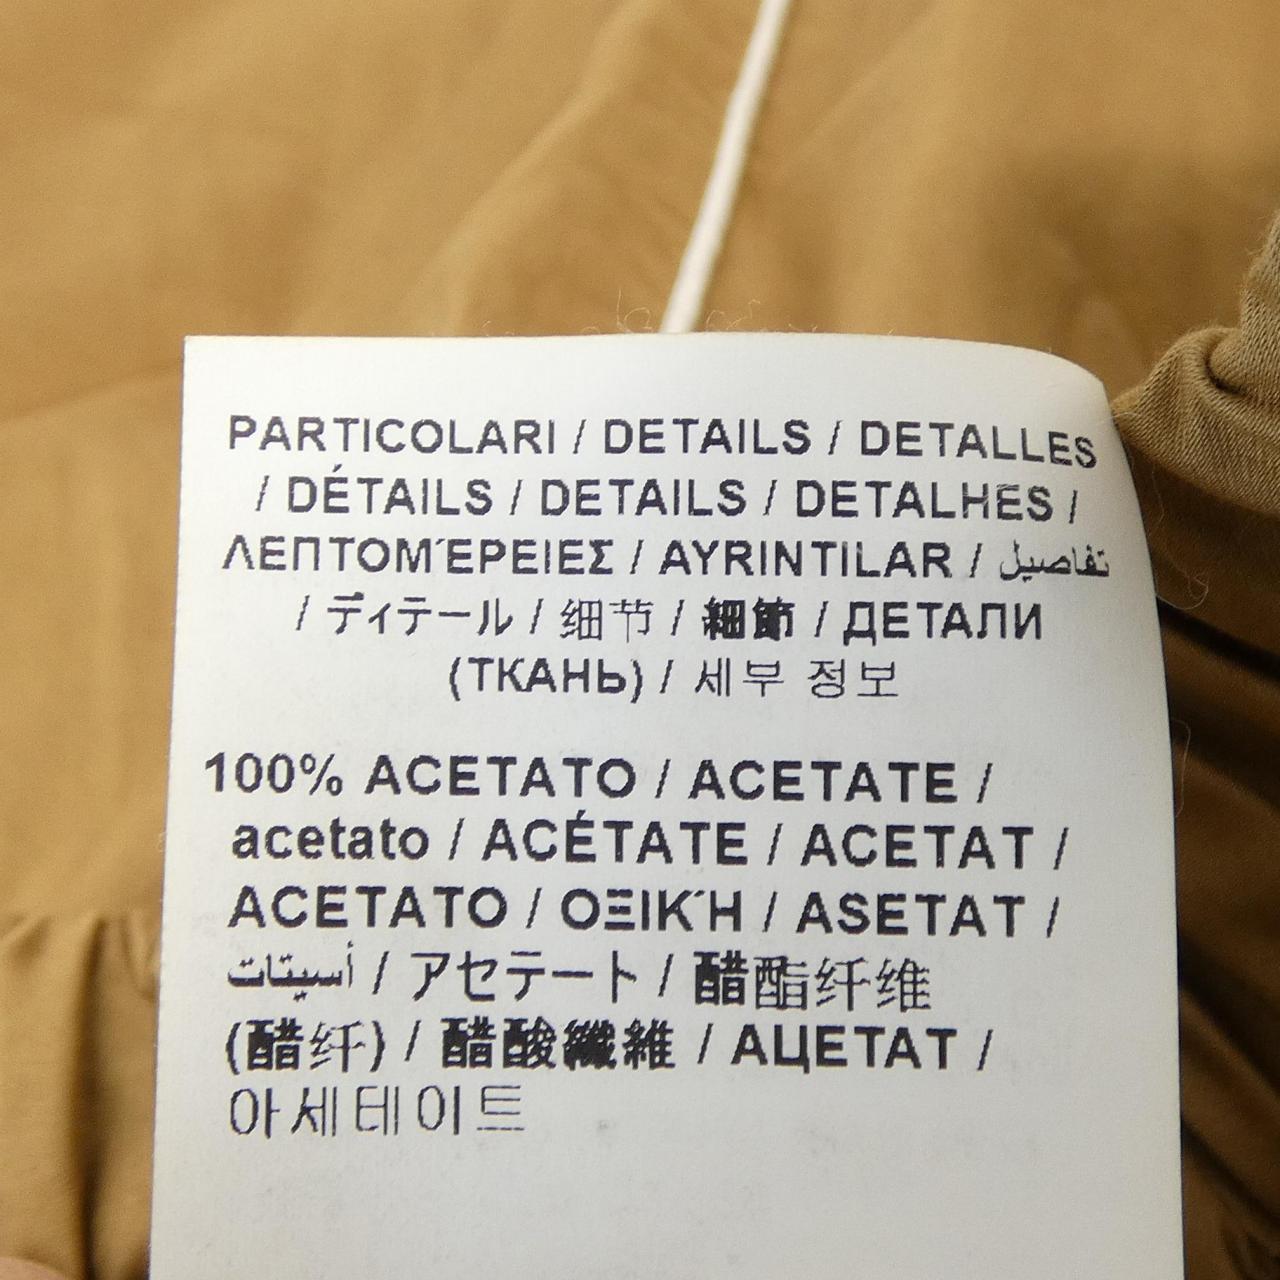 PARTICOLARI / DETAILS / DETALLES
/ DÉTAILS / DETAILS / DETALHES /
ΛΕΠΤΟΜΈΡΕΙΕΣ / AYRINTILAR / تفاصيل
/ ディテール / 细节 / 細節 / ДЕТАЛИ
(ТКАНЬ) / 세부 정보
100% ACETATO / ACETATE /
acetato / ACÉTATE / ACETAT /
ACETATO / ΟΞΙΚΉ / ASETAT /
أسيتات / アセテート / 醋酯纤维
(醋纤) / 醋酸纖維 / АЦЕТАТ /
아세테이트